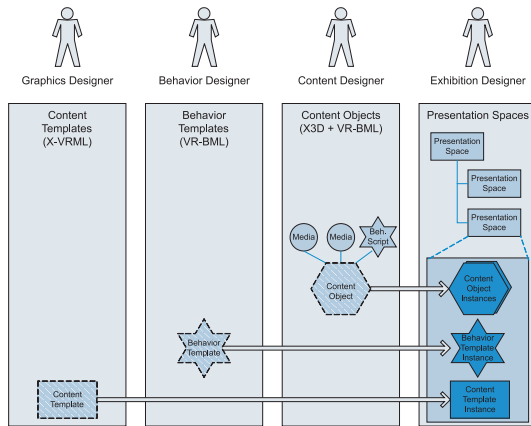 Graphics Designer
Behavior Designer
Content Designer
Exhibition Designer
Content
Templates
(X-VRML)
Behavior
Templates
(VR-BML)
Content Objects
(X3D + VR-BML)
Presentation Spaces
Presentation
Space
Presentation
Space
Presentation
Space
Media
Media
Beh.
Script
Content
Object
Content
Object
Instances
Behavior
Template
Behavior
Template
Instance
Content
Template
Content
Template
Instance